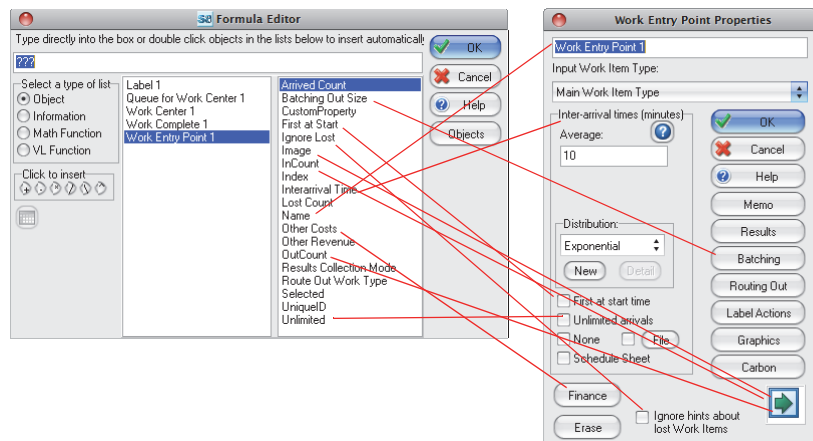 S8 Formula Editor
Type directly into the box or double click objects in the lists below to insert automatically
???
Select a type of list
Object
Information
Math Function
VL Function
Click to insert
Label 1
Queue for Work Center 1
Work Center 1
Work Complete 1
Work Entry Point 1
Arrived Count
Batching Out Size
CustomProperty
First at Start
Ignore Lost
Image
InCount
Index
Interarrival Time
Lost Count
Name
Other Costs
Other Revenue
OutCount
Results Collection Mode
Route Out Work Type
Selected
UniqueID
Unlimited
OK
Cancel
Help
Objects
Work Entry Point Properties
Work Entry Point 1
Input Work Item Type:
Main Work Item Type
Inter-arrival times (minutes)
Average:
10
Distribution:
Exponential
New
Detail
First at start time
Unlimited arrivals
None
File
Schedule Sheet
Finance
Erase
Ignore hints about
lost Work Items
OK
Cancel
Help
Memo
Results
Batching
Routing Out
Label Actions
Graphics
Carbon